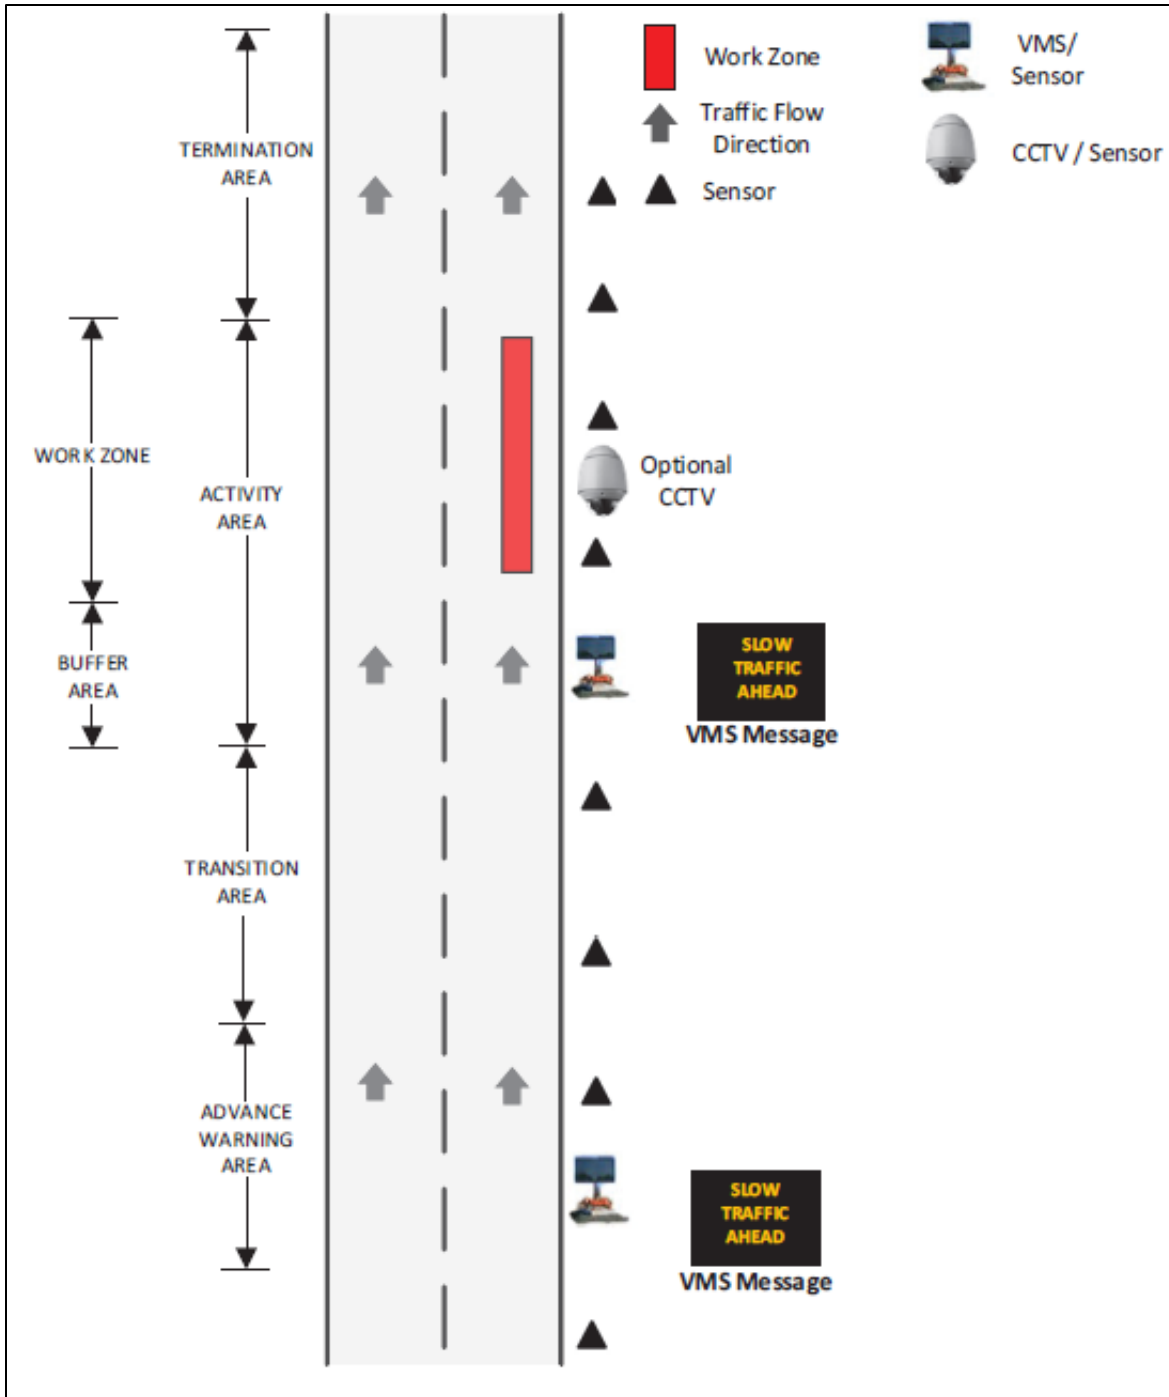 Work Zone
Traffic Flow
Direction
Sensor
VMS/
Sensor
CCTV / Sensor
TERMINATION
AREA
WORK ZONE
ACTIVITY
AREA
Optional
CCTV
BUFFER
AREA
SLOW
TRAFFIC
AHEAD
VMS Message
TRANSITION
AREA
ADVANCE
WARNING
AREA
SLOW
TRAFFIC
AHEAD
VMS Message